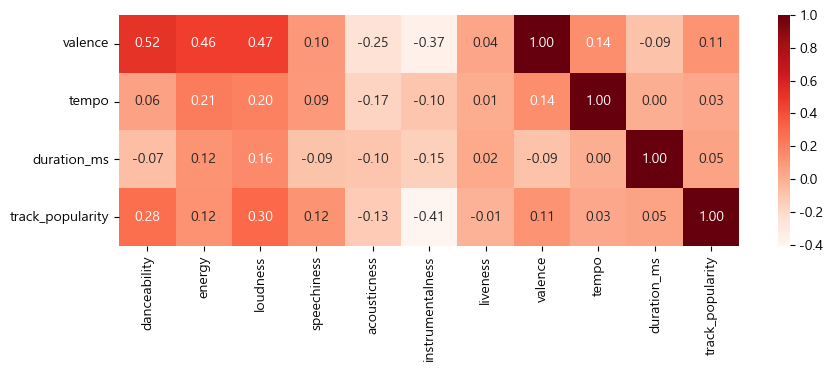 valence 0.52 0.46 0.47 0.10 -0.25 -0.37 0.04 1.00 0.14 -0.09 0.11
tempo 0.06 0.21 0.20 0.09 -0.17 -0.10 0.01 0.14 1.00 0.00 0.03
duration_ms -0.07 0.12 0.16 -0.09 -0.10 -0.15 0.02 -0.09 0.00 1.00 0.05
track_popularity 0.28 0.12 0.30 0.12 -0.13 -0.41 -0.01 0.11 0.03 0.05 1.00
danceability
energy
loudness
speechiness
acousticness
instrumentalness
liveness
valence
tempo
duration_ms
track_popularity
1.0
0.8
0.6
0.4
0.2
0.0
-0.2
-0.4